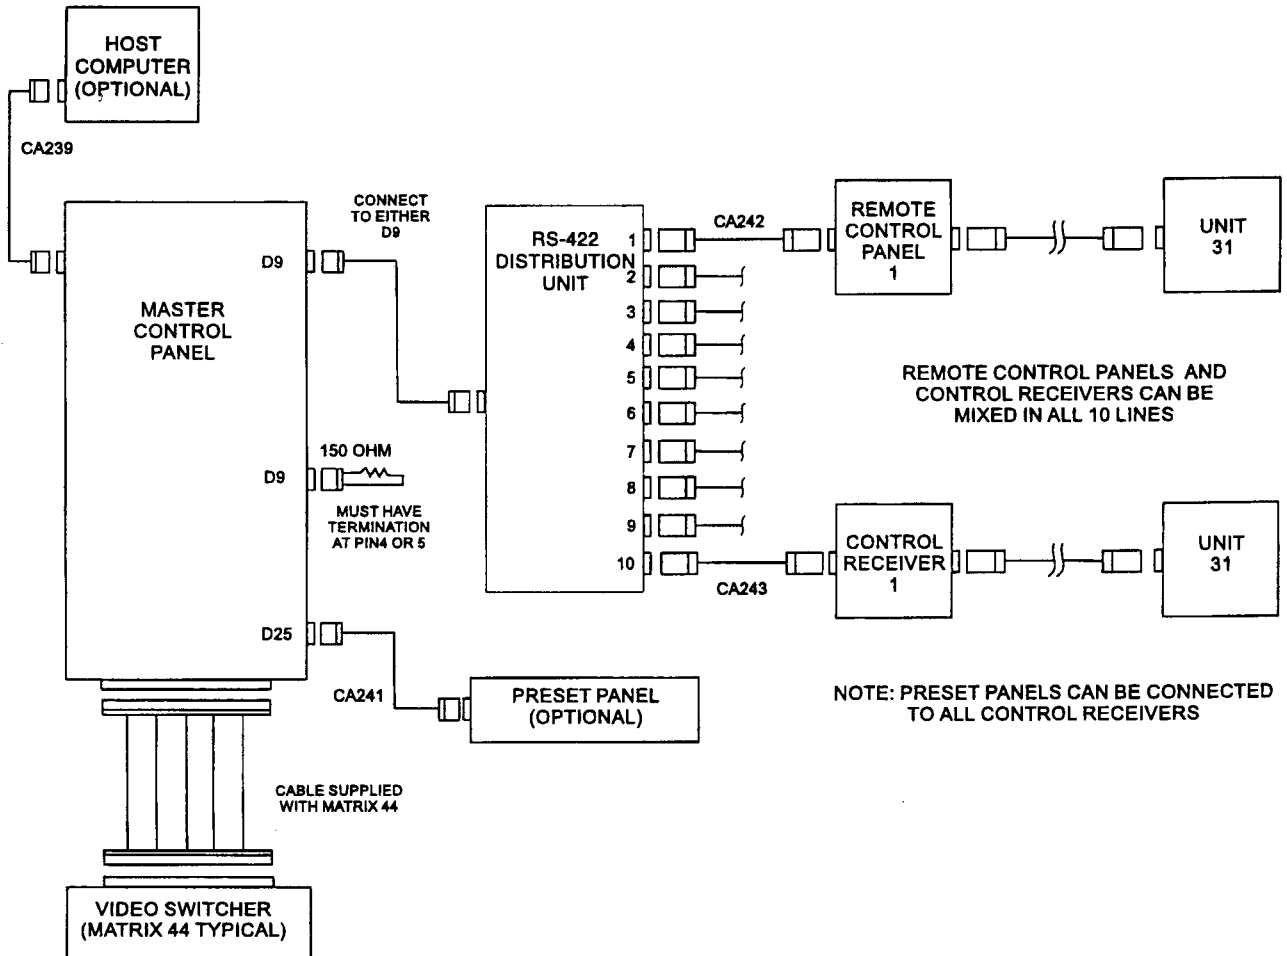 HOST
COMPUTER
(OPTIONAL)
CA239
MASTER
CONTROL
PANEL
D9
CONNECT
TO EITHER
D9
D9
150 OHM
MUST HAVE
TERMINATION
AT PIN4 OR 5
D25
CA241
PRESET PANEL
(OPTIONAL)
CABLE SUPPLIED
WITH MATRIX 44
VIDEO SWITCHER
(MATRIX 44 TYPICAL)
RS-422
DISTRIBUTION
UNIT
1
2
3
4
5
6
7
8
9
10
CA242
REMOTE
CONTROL
PANEL
1
UNIT
31
REMOTE CONTROL PANELS AND
CONTROL RECEIVERS CAN BE
MIXED IN ALL 10 LINES
CA243
CONTROL
RECEIVER
1
UNIT
31
NOTE: PRESET PANELS CAN BE CONNECTED
TO ALL CONTROL RECEIVERS